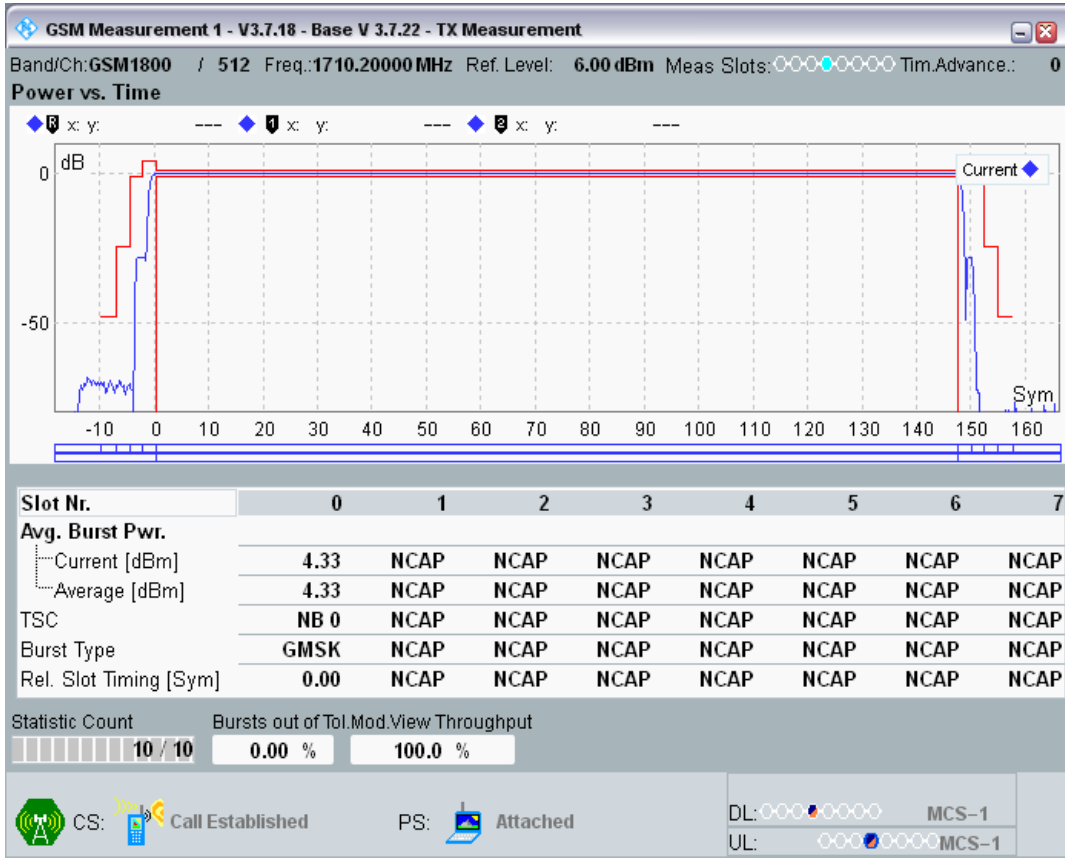 GSM Measurement 1 - V3.7.18 - Base V 3.7.22 - TX Measurement
Band/Ch:GSM1800 / 512 Freq.:1710.20000 MHz Ref. Level: 6.00 dBm Meas Slots: Tim.Advance.: 0
Power vs. Time
R x: y: --- 1 x: y: --- 2 x: y: ---
dB
Current
0
-50
Sym
-10 0 10 20 30 40 50 60 70 80 90 100 110 120 130 140 150 160
Slot Nr. 0 1 2 3 4 5 6 7
Avg. Burst Pwr.
Current [dBm] 4.33 NCAP NCAP NCAP NCAP NCAP NCAP NCAP
Average [dBm] 4.33 NCAP NCAP NCAP NCAP NCAP NCAP NCAP
TSC NB 0 NCAP NCAP NCAP NCAP NCAP NCAP NCAP
Burst Type GMSK NCAP NCAP NCAP NCAP NCAP NCAP NCAP
Rel. Slot Timing [Sym] 0.00 NCAP NCAP NCAP NCAP NCAP NCAP NCAP
Statistic Count Bursts out of Tol.Mod.View Throughput
10 / 10 0.00 % 100.0 %
CS: Call Established PS: Attached
DL: MCS-1
UL: MCS-1